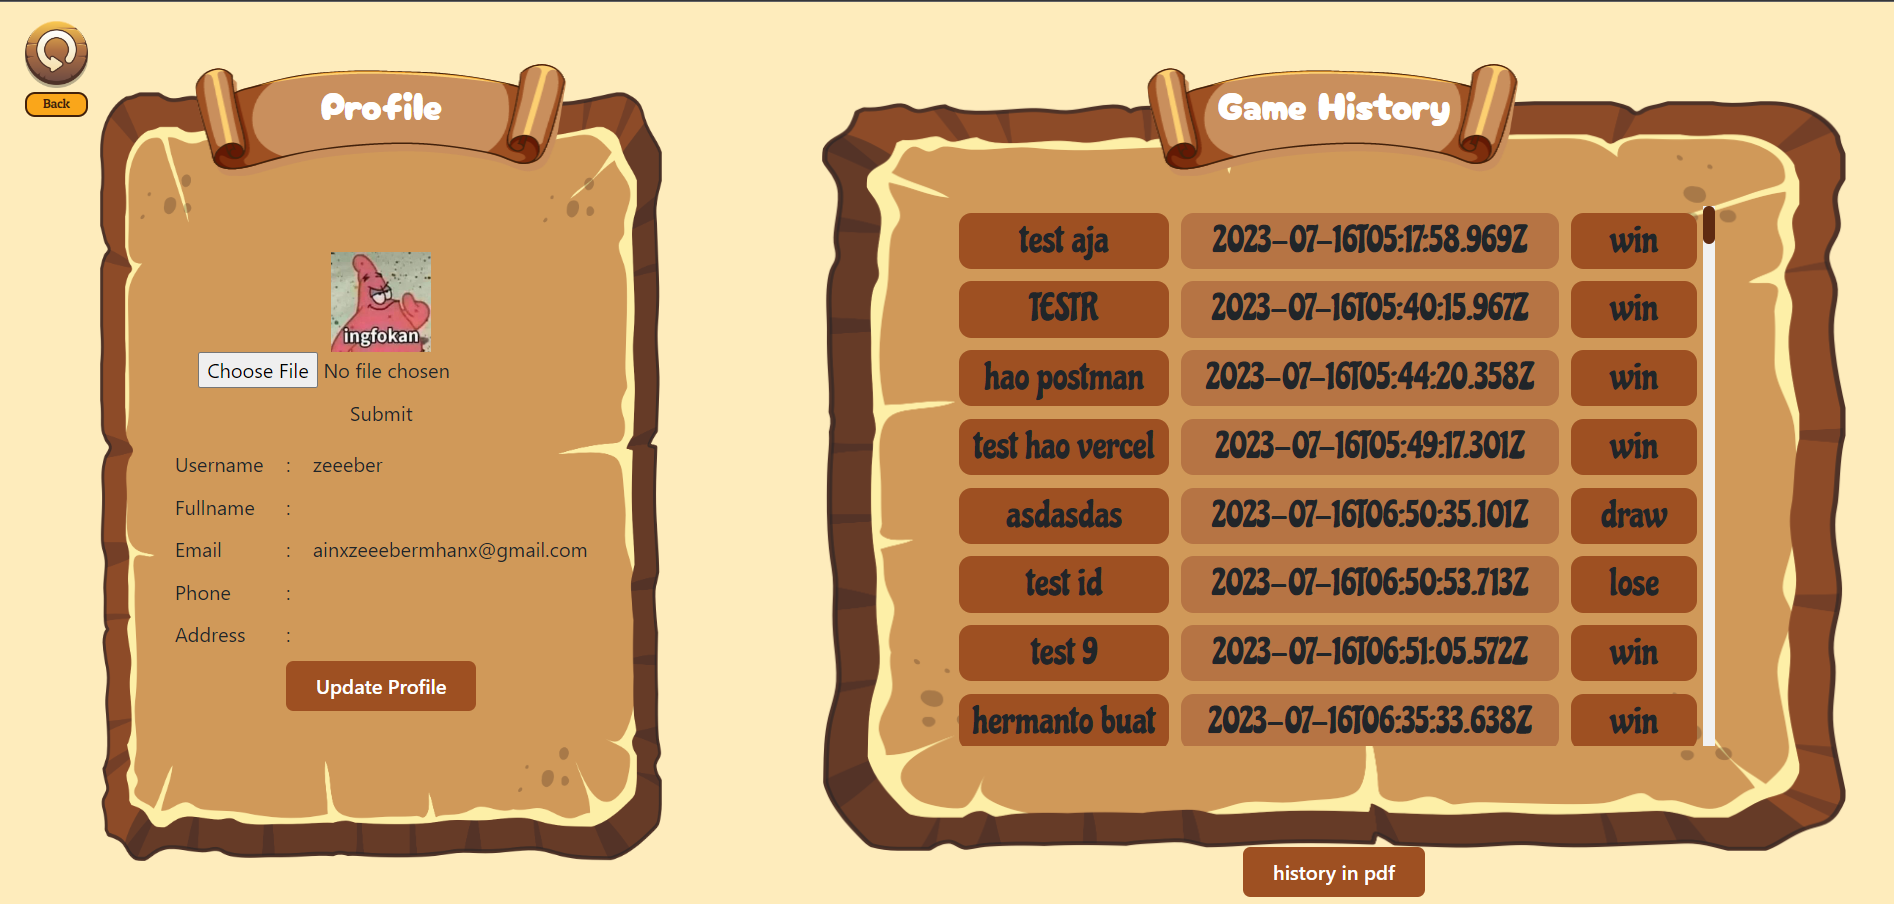 Back
Profile
ingfokan
Choose File No file chosen
Submit
Username : zeeeber
Fullname :
Email : ainxzeeebermhanx@gmail.com
Phone :
Address :
Update Profile
Game History
test aja 2023-07-16T05:17:58.969Z win
TESTR 2023-07-16T05:40:15.967Z win
hao postman 2023-07-16T05:44:20.358Z win
test hao vercel 2023-07-16T05:49:17.301Z win
asdasdas 2023-07-16T06:50:35.101Z draw
test id 2023-07-16T06:50:53.713Z lose
test 9 2023-07-16T06:51:05.572Z win
hermanto buat 2023-07-16T06:35:33.638Z win
history in pdf